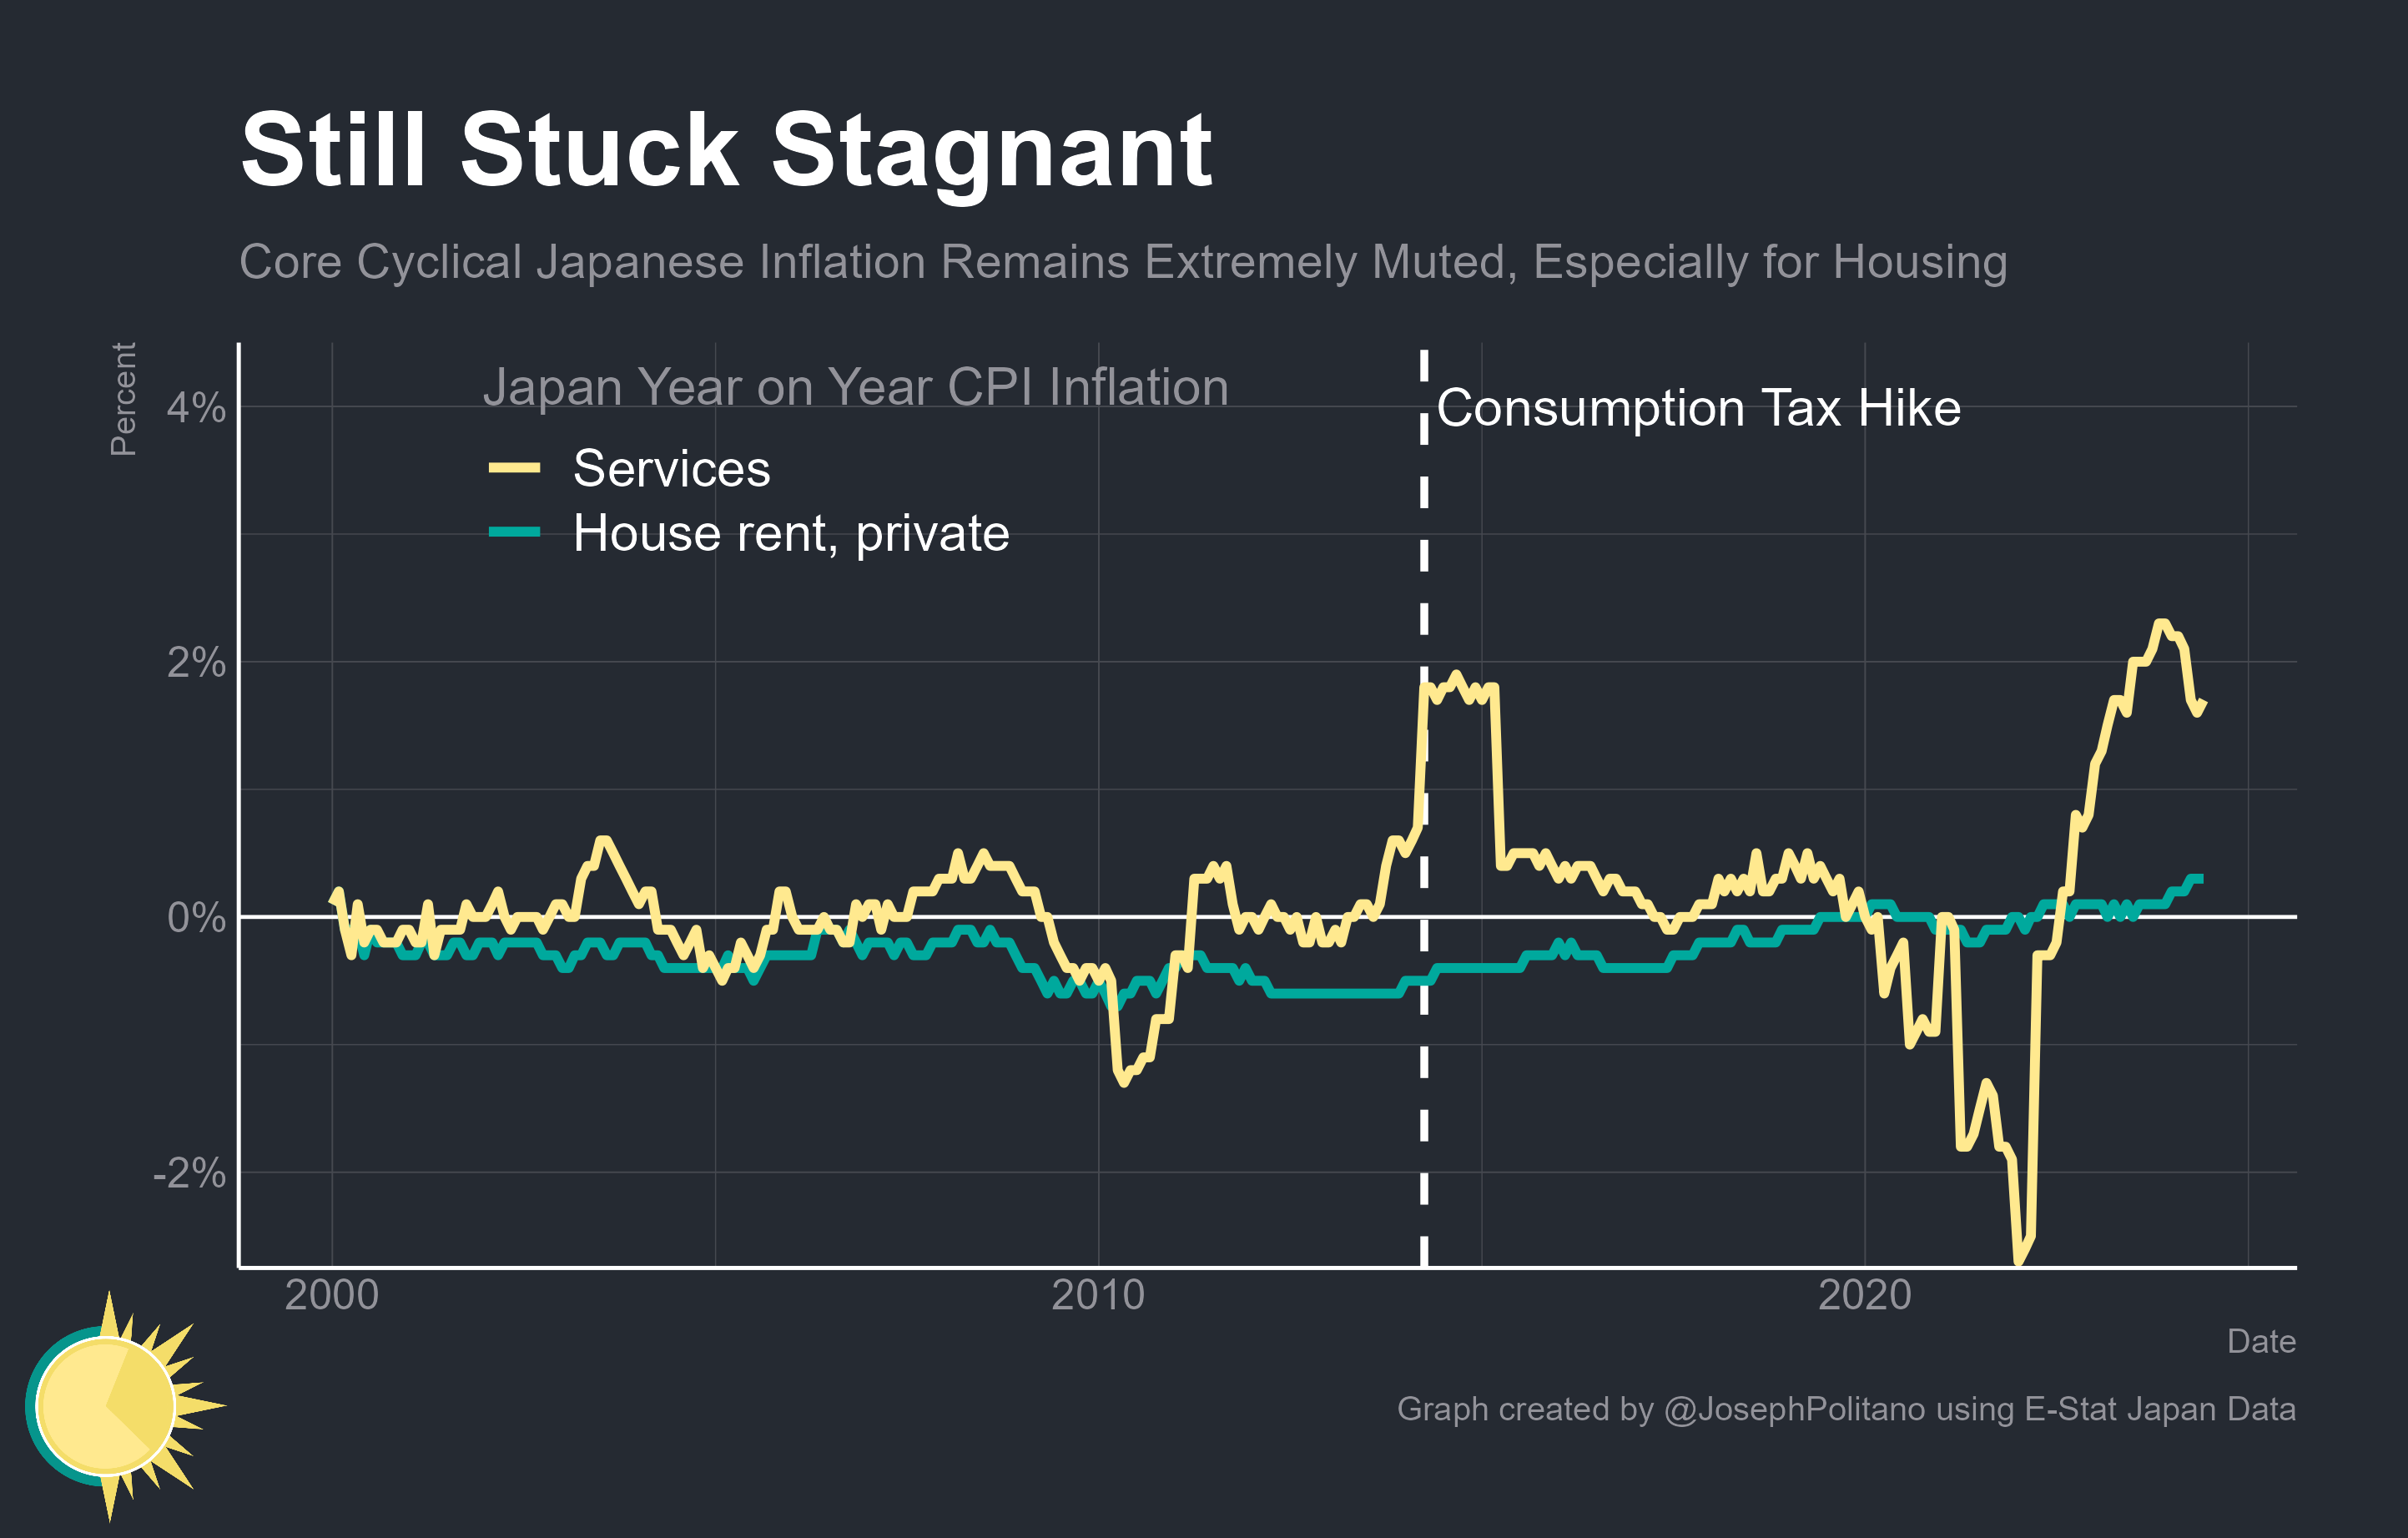 Still Stuck Stagnant
Core Cyclical Japanese Inflation Remains Extremely Muted, Especially for Housing
Percent
Japan Year on Year CPI Inflation
Services
House rent, private
Consumption Tax Hike
4%
2%
0%
-2%
2000
2010
2020
Date
Graph created by @JosephPolitano using E-Stat Japan Data